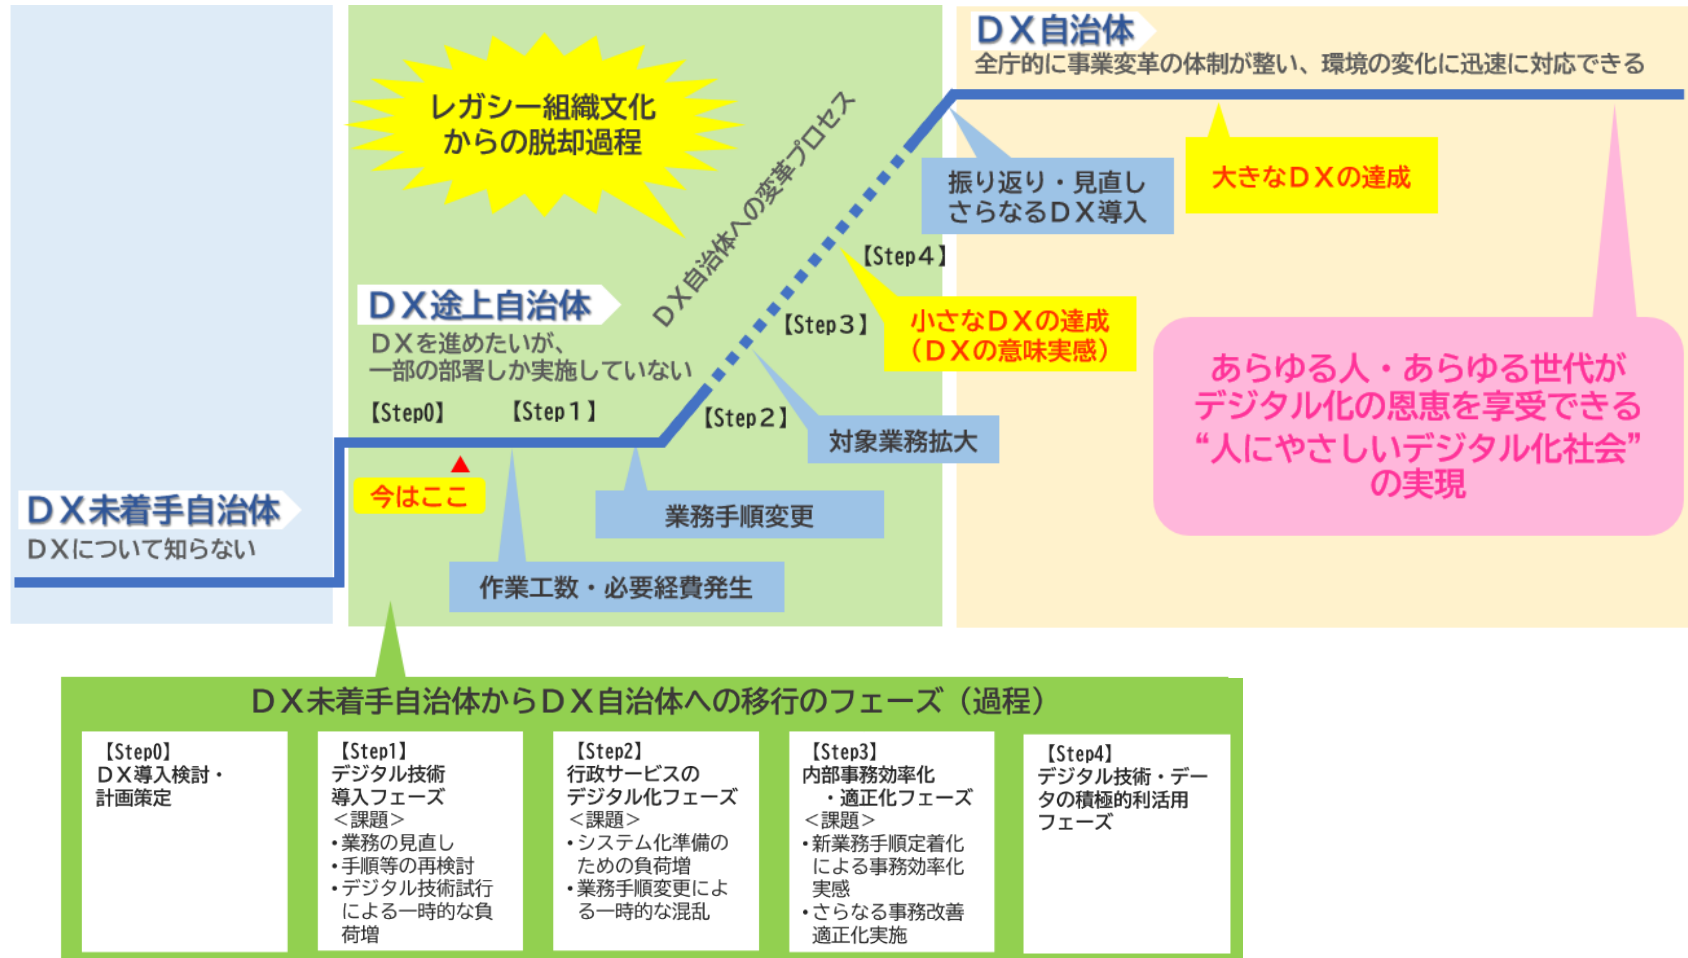 ＤＸ未着手自治体
ＤＸについて知らない
レガシー組織文化
からの脱却過程
ＤＸ自治体への変革プロセス
ＤＸ途上自治体
ＤＸを進めたいが、
一部の部署しか実施していない
【Step0】
【Step１】
【Step２】
【Step３】
【Step４】
今はここ
作業工数・必要経費発生
業務手順変更
対象業務拡大
小さなＤＸの達成
（ＤＸの意味実感）
ＤＸ自治体
全庁的に事業変革の体制が整い、環境の変化に迅速に対応できる
振り返り・見直し
さらなるＤＸ導入
大きなＤＸの達成
あらゆる人・あらゆる世代が
デジタル化の恩恵を享受できる
“人にやさしいデジタル化社会”
の実現
ＤＸ未着手自治体からＤＸ自治体への移行のフェーズ（過程）
【Step0】
ＤＸ導入検討・
計画策定
【Step1】
デジタル技術
導入フェーズ
＜課題＞
・業務の見直し
・手順等の再検討
・デジタル技術試行
による一時的な負
荷増
【Step2】
行政サービスの
デジタル化フェーズ
＜課題＞
・システム化準備の
ための負荷増
・業務手順変更によ
る一時的な混乱
【Step3】
内部事務効率化
・適正化フェーズ
＜課題＞
・新業務手順定着化
による事務効率化
実感
・さらなる事務改善
適正化実施
【Step4】
デジタル技術・デー
タの積極的利活用
フェーズ